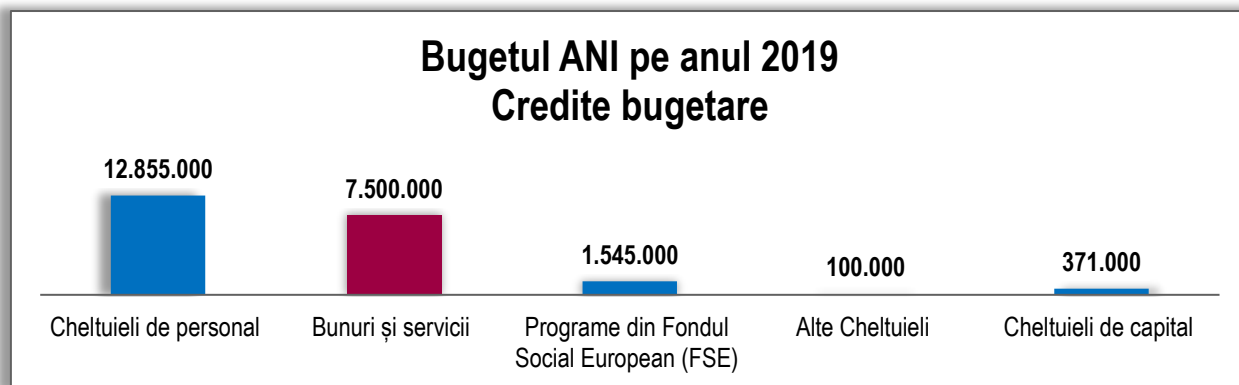 Bugetul ANI pe anul 2019
Credite bugetare
12.855.000
7.500.000
1.545.000
100.000
371.000
Cheltuieli de personal
Bunuri și servicii
Programe din Fondul
Social European (FSE)
Alte Cheltuieli
Cheltuieli de capital